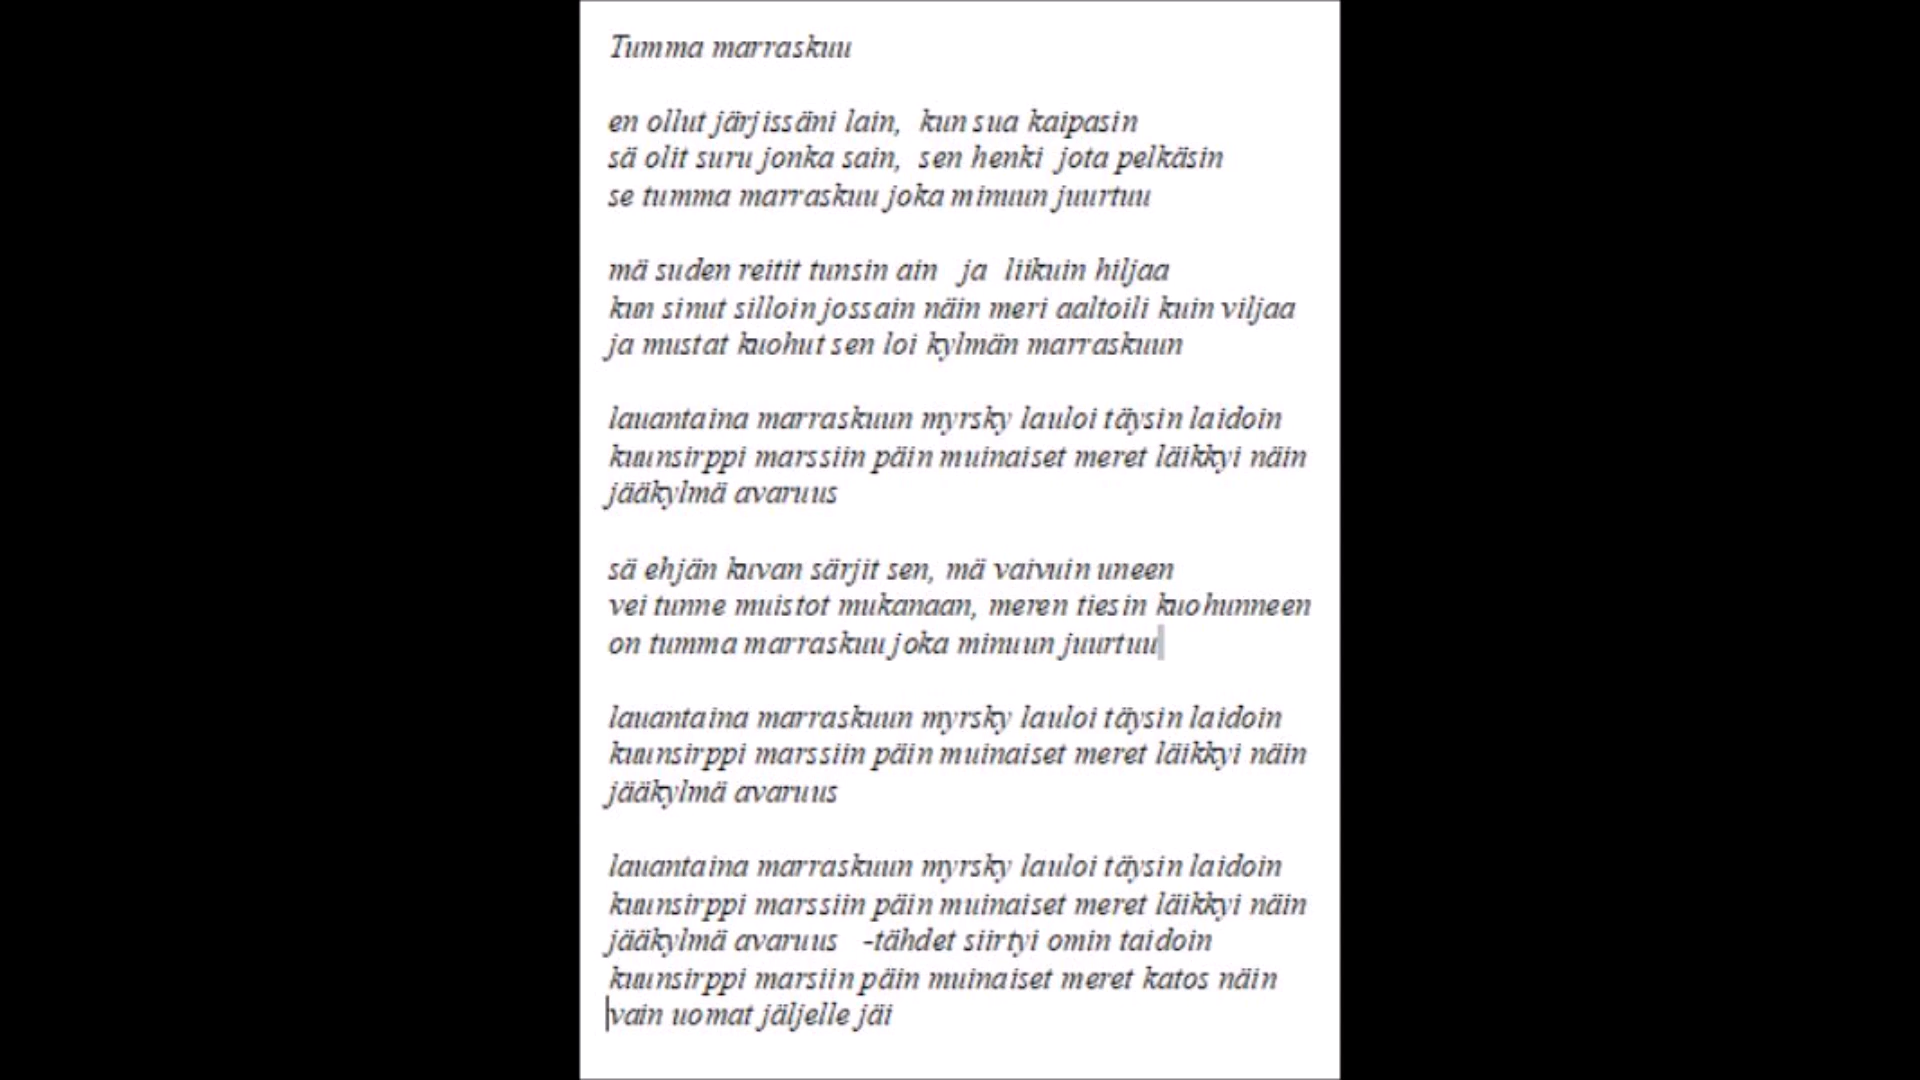 Tumma marraskuu
en ollut järjissäni lain, kun sua kaipasin
sä olit suru jonka sain, sen henki jota pelkäsin
se tumma marraskuu joka minuun juurtuu
mä suden reitit tunsin ain ja liikuin hiljaa
kun sinut silloin jossain näin meri aaltoili kuin viljaa
ja mustat kuohut sen loi kylmän marraskuun
lauantaina marraskuun myrsky lauloi täysin laidoin
kuunsirppi marssiin päin muinaiset meret läikkyi näin
jääkylmä avaruus
sä ehjän kuvan särjit sen, mä vaivuin uneen
vei tunne muistot mukanaan, meren tiesin kuohunneen
on tumma marraskuu joka minuun juurtuu
lauantaina marraskuun myrsky lauloi täysin laidoin
kuunsirppi marssiin päin muinaiset meret läikkyi näin
jääkylmä avaruus
lauantaina marraskuun myrsky lauloi täysin laidoin
kuunsirppi marssiin päin muinaiset meret läikkyi näin
jääkylmä avaruus -tähdet siirtyi omin taidoin
kuunsirppi marsiin päin muinaiset meret katos näin
vain uomat jäljelle jäi